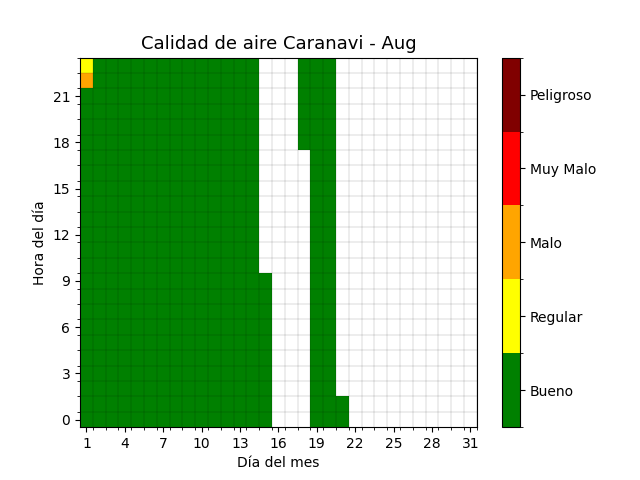 Calidad de aire Caranavi - Aug
Hora del día
21
18
15
12
9
6
3
0
1 4 7 10 13 16 19 22 25 28 31
Día del mes
Peligroso
Muy Malo
Malo
Regular
Bueno